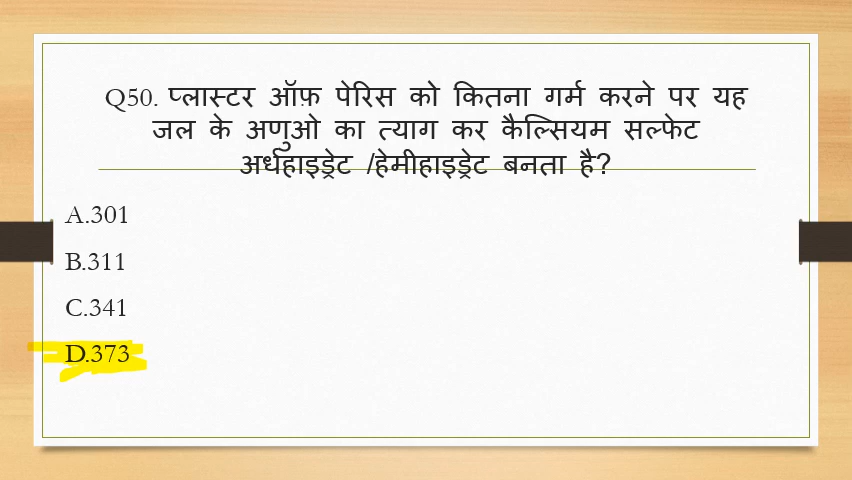 Q50. प्लास्टर ऑफ़ पेरिस को कितना गर्म करने पर यह
जल के अणुओ का त्याग कर कैल्सियम सल्फेट
अर्धहाइड्रेट /हेमीहाइड्रेट बनता है?
A.301
B.311
C.341
D.373